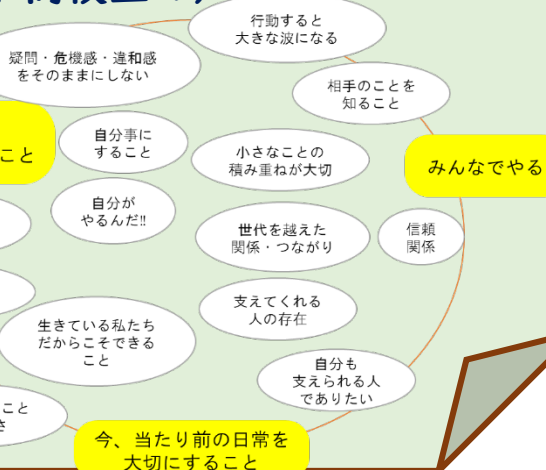 行動すると
大きな波になる
疑問・危機感・違和感
をそのままにしない
相手のことを
知ること
自分事に
すること
こと
小さなことの
積み重ねが大切
みんなでやる
自分が
やるんだ!!
世代を越えた
関係・つながり
信頼
関係
支えてくれる
人の存在
生きている私たち
だからこそできる
こと
自分も
支えられる人
でありたい
こと
さ
今、当たり前の日常を
大切にすること